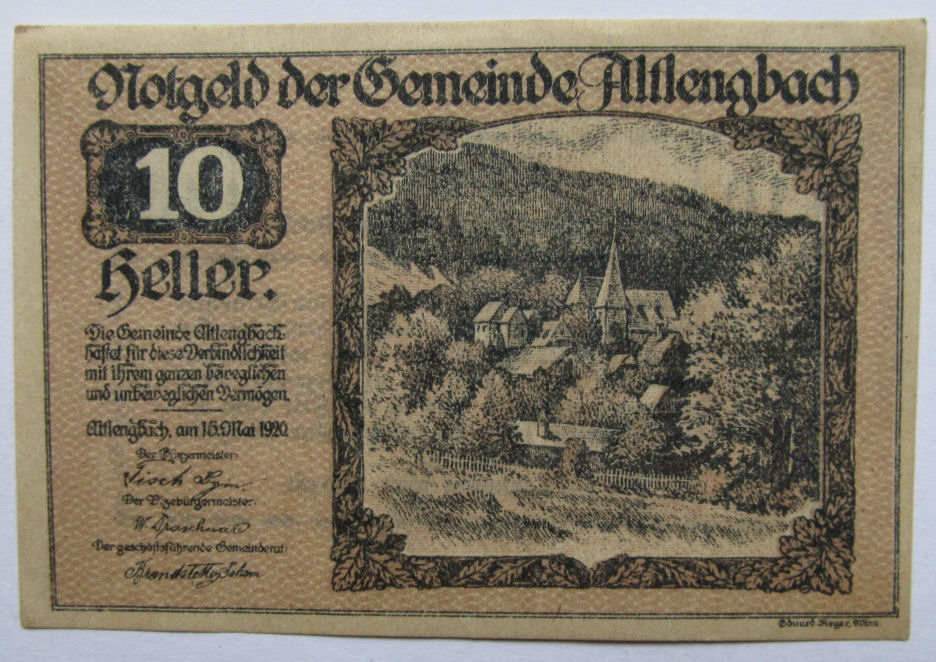 Notgeld der Gemeinde Altlengbach
10
Heller.
Die Gemeinde Altlengbach
haftet für diese Verbindlichkeit
mit ihrem ganzen beweglichen
und unbeweglichen Vermögen.
Altlengbach, am 15. Mai 1920
Der Bürgermeister:
Der Vizebürgermeister:
Der geschäftsführende Gemeinderat:
Eduard Sieger, Wien.